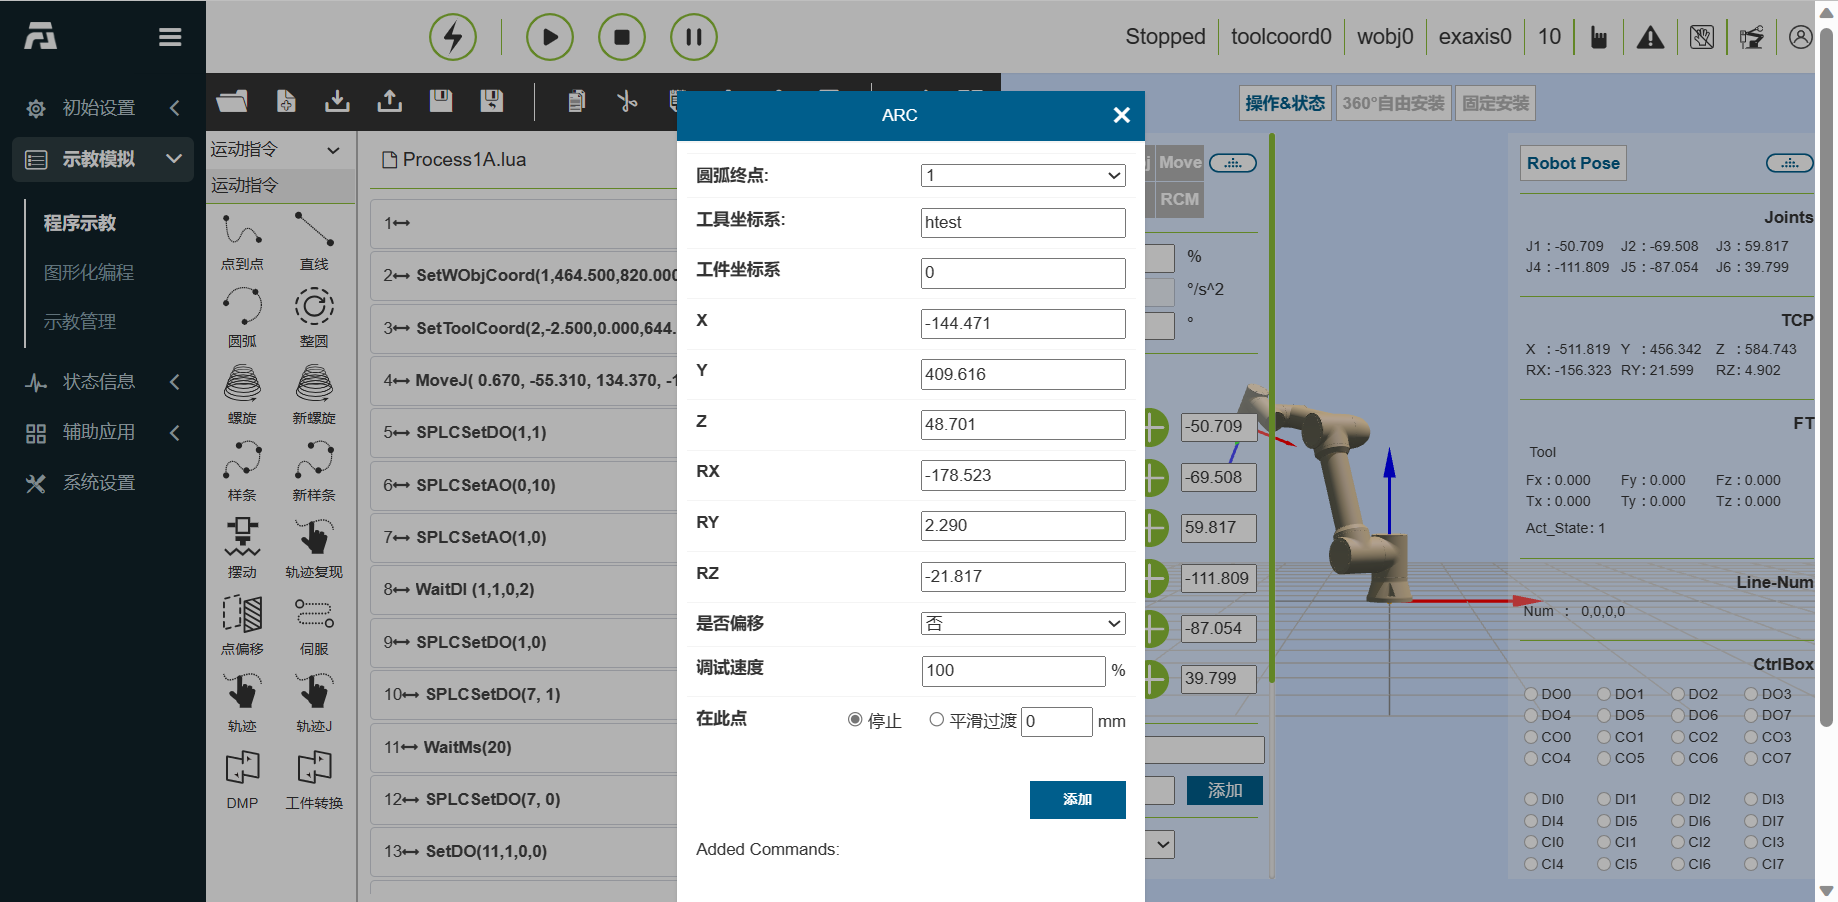 Stopped
toolcoord0
wobj0
exaxis0
10
初始设置
示教模拟
程序示教
图形化编程
示教管理
状态信息
辅助应用
系统设置
运动指令
运动指令
点到点
直线
圆弧
整圆
螺旋
新螺旋
样条
新样条
摆动
轨迹复现
点偏移
伺服
轨迹
轨迹J
DMP
工件转换
Process1A.lua
1
2 SetWObjCoord(1,464.500,820.000
3 SetToolCoord(2,-2.500,0.000,644.
4 MoveJ( 0.670, -55.310, 134.370, -1
5 SPLCSetDO(1,1)
6 SPLCSetAO(0,10)
7 SPLCSetAO(1,0)
8 WaitDI (1,1,0,2)
9 SPLCSetDO(1,0)
10 SPLCSetDO(7, 1)
11 WaitMs(20)
12 SPLCSetDO(7, 0)
13 SetDO(11,1,0,0)
ARC
圆弧终点: 1
工具坐标系: htest
工件坐标系 0
X -144.471
Y 409.616
Z 48.701
RX -178.523
RY 2.290
RZ -21.817
是否偏移 否
调试速度 100 %
在此点 停止 平滑过渡 0 mm
添加
Added Commands:
操作&状态 360°自由安装 固定安装
Move
RCM
%
°/s^2
°
-50.709
-69.508
59.817
-111.809
-87.054
39.799
添加
Robot Pose
Joints
J1 : -50.709 J2 : -69.508 J3 : 59.817
J4 : -111.809 J5 : -87.054 J6 : 39.799
TCP
X : -511.819 Y : 456.342 Z : 584.743
RX: -156.323 RY: 21.599 RZ: 4.902
FT
Tool
Fx : 0.000 Fy : 0.000 Fz : 0.000
Tx : 0.000 Ty : 0.000 Tz : 0.000
Act_State: 1
Line-Num
Num : 0,0,0,0
CtrlBox
DO0 DO1 DO2 DO3
DO4 DO5 DO6 DO7
CO0 CO1 CO2 CO3
CO4 CO5 CO6 CO7
DI0 DI1 DI2 DI3
DI4 DI5 DI6 DI7
CI0 CI1 CI2 CI3
CI4 CI5 CI6 CI7